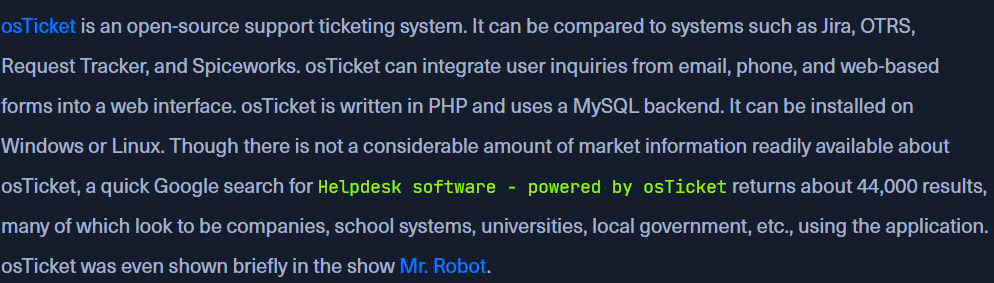 osTicket is an open-source support ticketing system. It can be compared to systems such as Jira, OTRS,
Request Tracker, and Spiceworks. osTicket can integrate user inquiries from email, phone, and web-based
forms into a web interface. osTicket is written in PHP and uses a MySQL backend. It can be installed on
Windows or Linux. Though there is not a considerable amount of market information readily available about
osTicket, a quick Google search for Helpdesk software - powered by osTicket returns about 44,000 results,
many of which look to be companies, school systems, universities, local government, etc., using the application.
osTicket was even shown briefly in the show Mr. Robot.